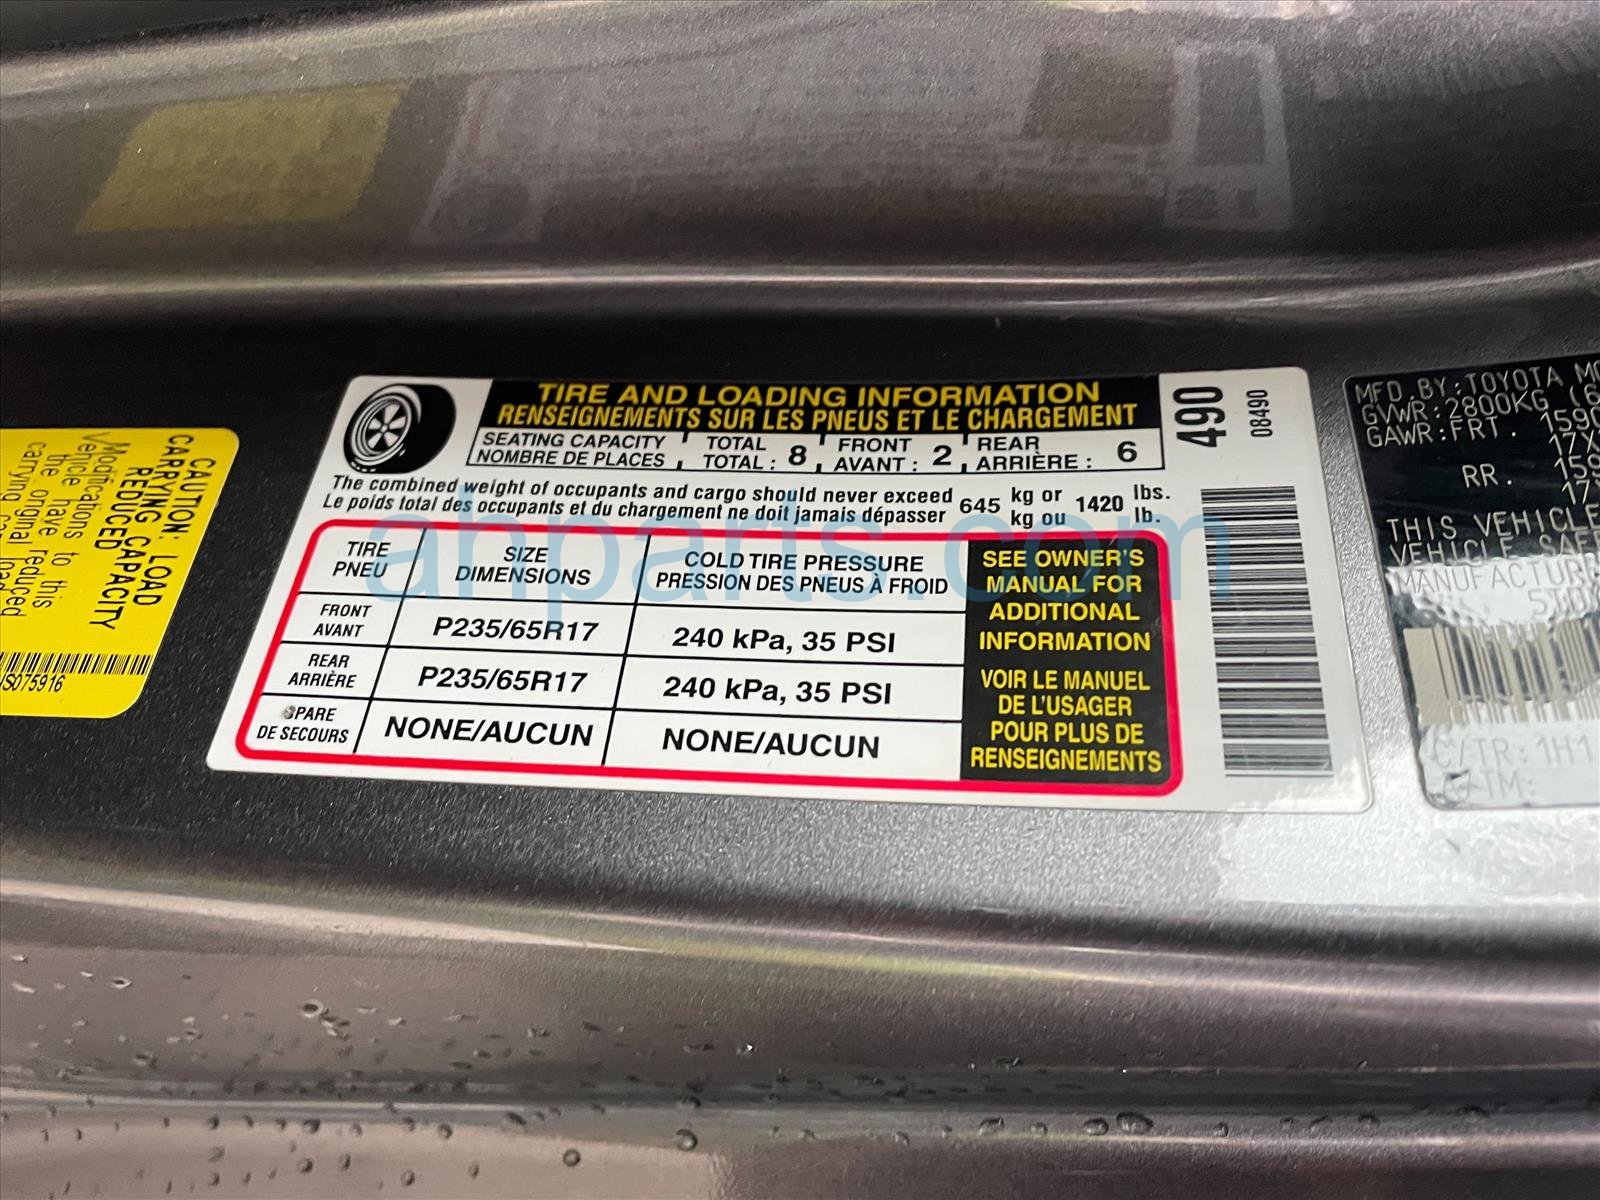 TIRE AND LOADING INFORMATION
RENSEIGNEMENTS SUR LES PNEUS ET LE CHARGEMENT
SEATING CAPACITY TOTAL FRONT REAR
NOMBRE DE PLACES TOTAL : 8 AVANT : 2 ARRIÈRE : 6
The combined weight of occupants and cargo should never exceed 645 kg or 1420 lbs.
Le poids total des occupants et du chargement ne doit jamais dépasser kg ou lb.
TIRE
PNEU
SIZE
DIMENSIONS
COLD TIRE PRESSURE
PRESSION DES PNEUS À FROID
FRONT
AVANT
P235/65R17
240 kPa, 35 PSI
REAR
ARRIÈRE
P235/65R17
240 kPa, 35 PSI
SPARE
DE SECOURS
NONE/AUCUN
NONE/AUCUN
SEE OWNER'S
MANUAL FOR
ADDITIONAL
INFORMATION
VOIR LE MANUEL
DE L'USAGER
POUR PLUS DE
RENSEIGNEMENTS
490
08490
CAUTION: LOAD
CARRYING CAPACITY
REDUCED
Modifications to this
vehicle have reduced
the original loaded
carrying
075916
MFD.BY:TOYOTA
GVWR:2800KG
GAWR:FRT. 1590
RR.
THIS VEHICLE
VEHICLE
C/TR:
ahparts.com